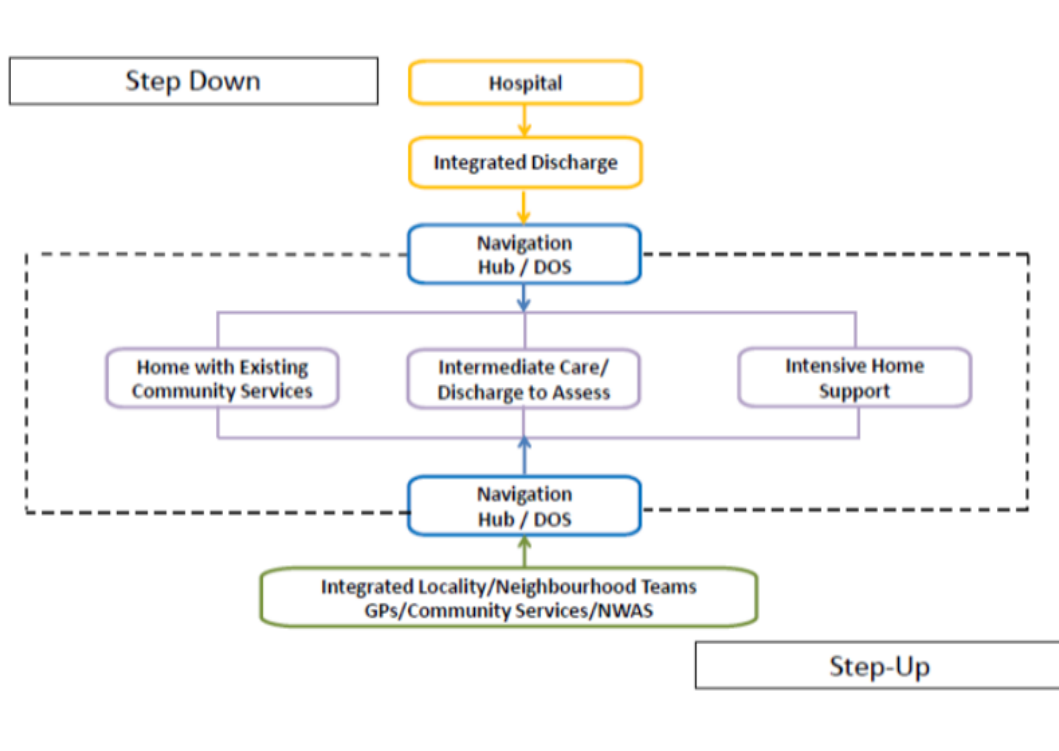 Step Down
Hospital
Integrated Discharge
Navigation
Hub / DOS
Home with Existing
Community Services
Intermediate Care/
Discharge to Assess
Intensive Home
Support
Navigation
Hub / DOS
Integrated Locality/Neighbourhood Teams
GPs/Community Services/NWAS
Step-Up